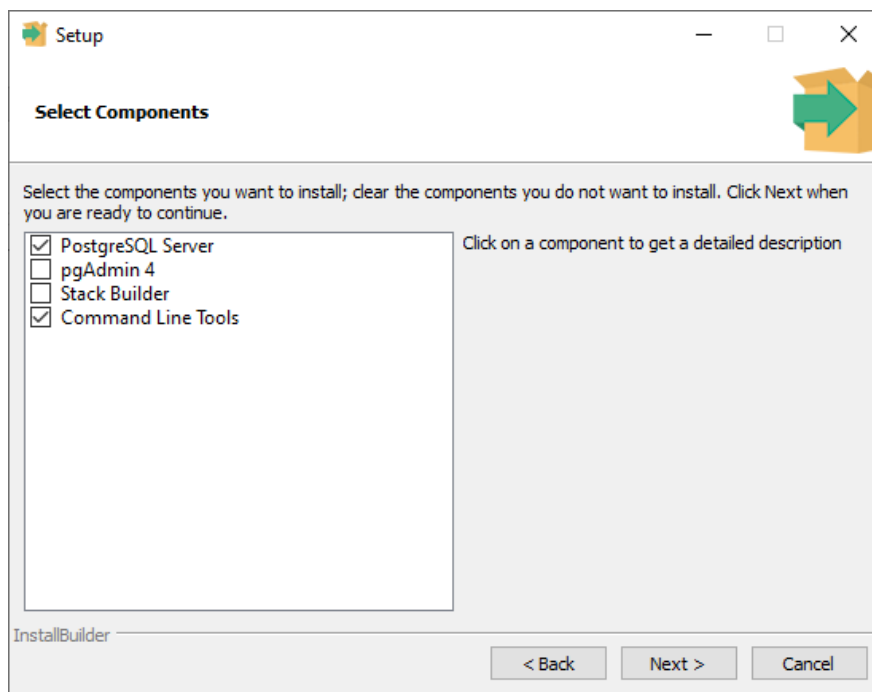 Setup
Select Components
Select the components you want to install; clear the components you do not want to install. Click Next when
you are ready to continue.
PostgreSQL Server
pgAdmin 4
Stack Builder
Command Line Tools
Click on a component to get a detailed description
InstallBuilder
< Back
Next >
Cancel